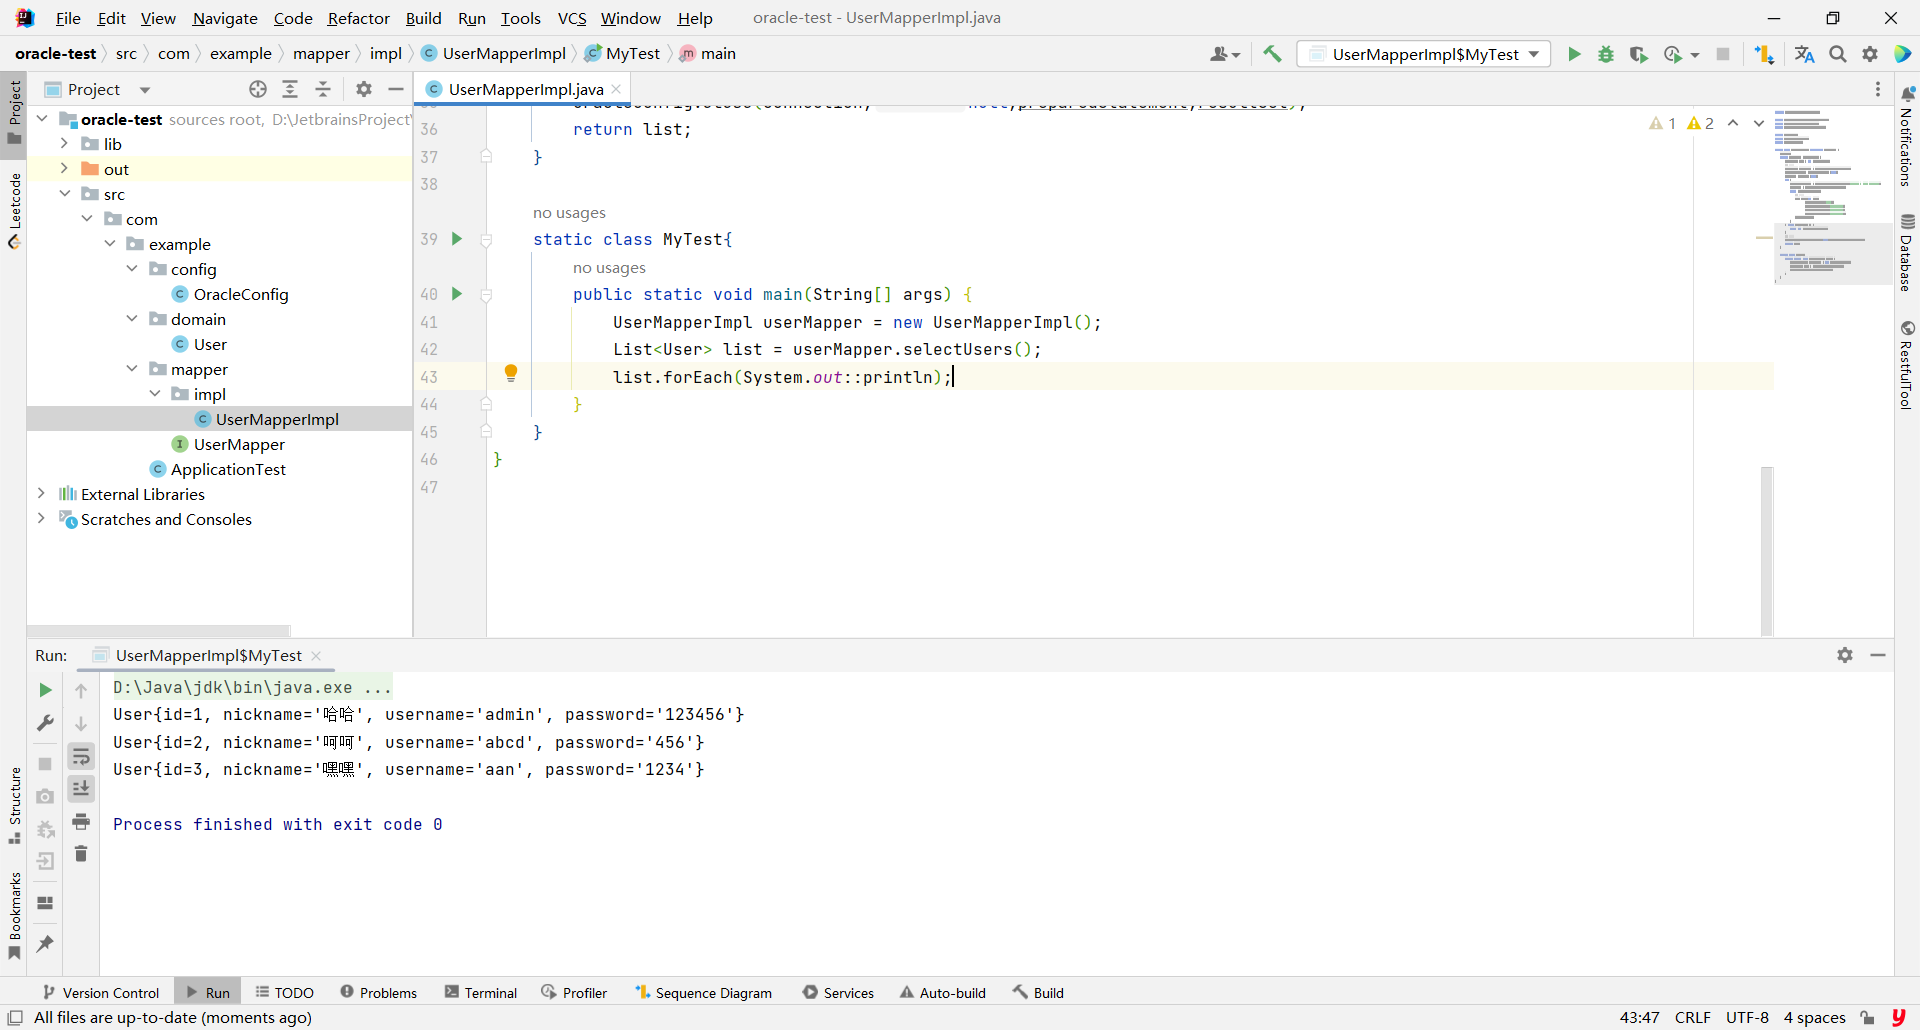 File Edit View Navigate Code Refactor Build Run Tools VCS Window Help oracle-test - UserMapperImpl.java
oracle-test src com example mapper impl UserMapperImpl MyTest main UserMapperImpl$MyTest
Project
UserMapperImpl.java
oracle-test sources root, D:\JetbrainsProject\
lib
out
src
com
example
config
OracleConfig
domain
User
mapper
impl
UserMapperImpl
UserMapper
ApplicationTest
External Libraries
Scratches and Consoles
1 2
36 return list;
37 }
38
no usages
39 static class MyTest{
no usages
40 public static void main(String[] args) {
41 UserMapperImpl userMapper = new UserMapperImpl();
42 List<User> list = userMapper.selectUsers();
43 list.forEach(System.out::println);
44 }
45 }
46 }
47
Project
Leetcode
Structure
Bookmarks
Notifications
Database
RestfulTool
Run: UserMapperImpl$MyTest
D:\Java\jdk\bin\java.exe ...
User{id=1, nickname='哈哈', username='admin', password='123456'}
User{id=2, nickname='呵呵', username='abcd', password='456'}
User{id=3, nickname='嘿嘿', username='aan', password='1234'}
Process finished with exit code 0
Version Control Run TODO Problems Terminal Profiler Sequence Diagram Services Auto-build Build
All files are up-to-date (moments ago) 43:47 CRLF UTF-8 4 spaces